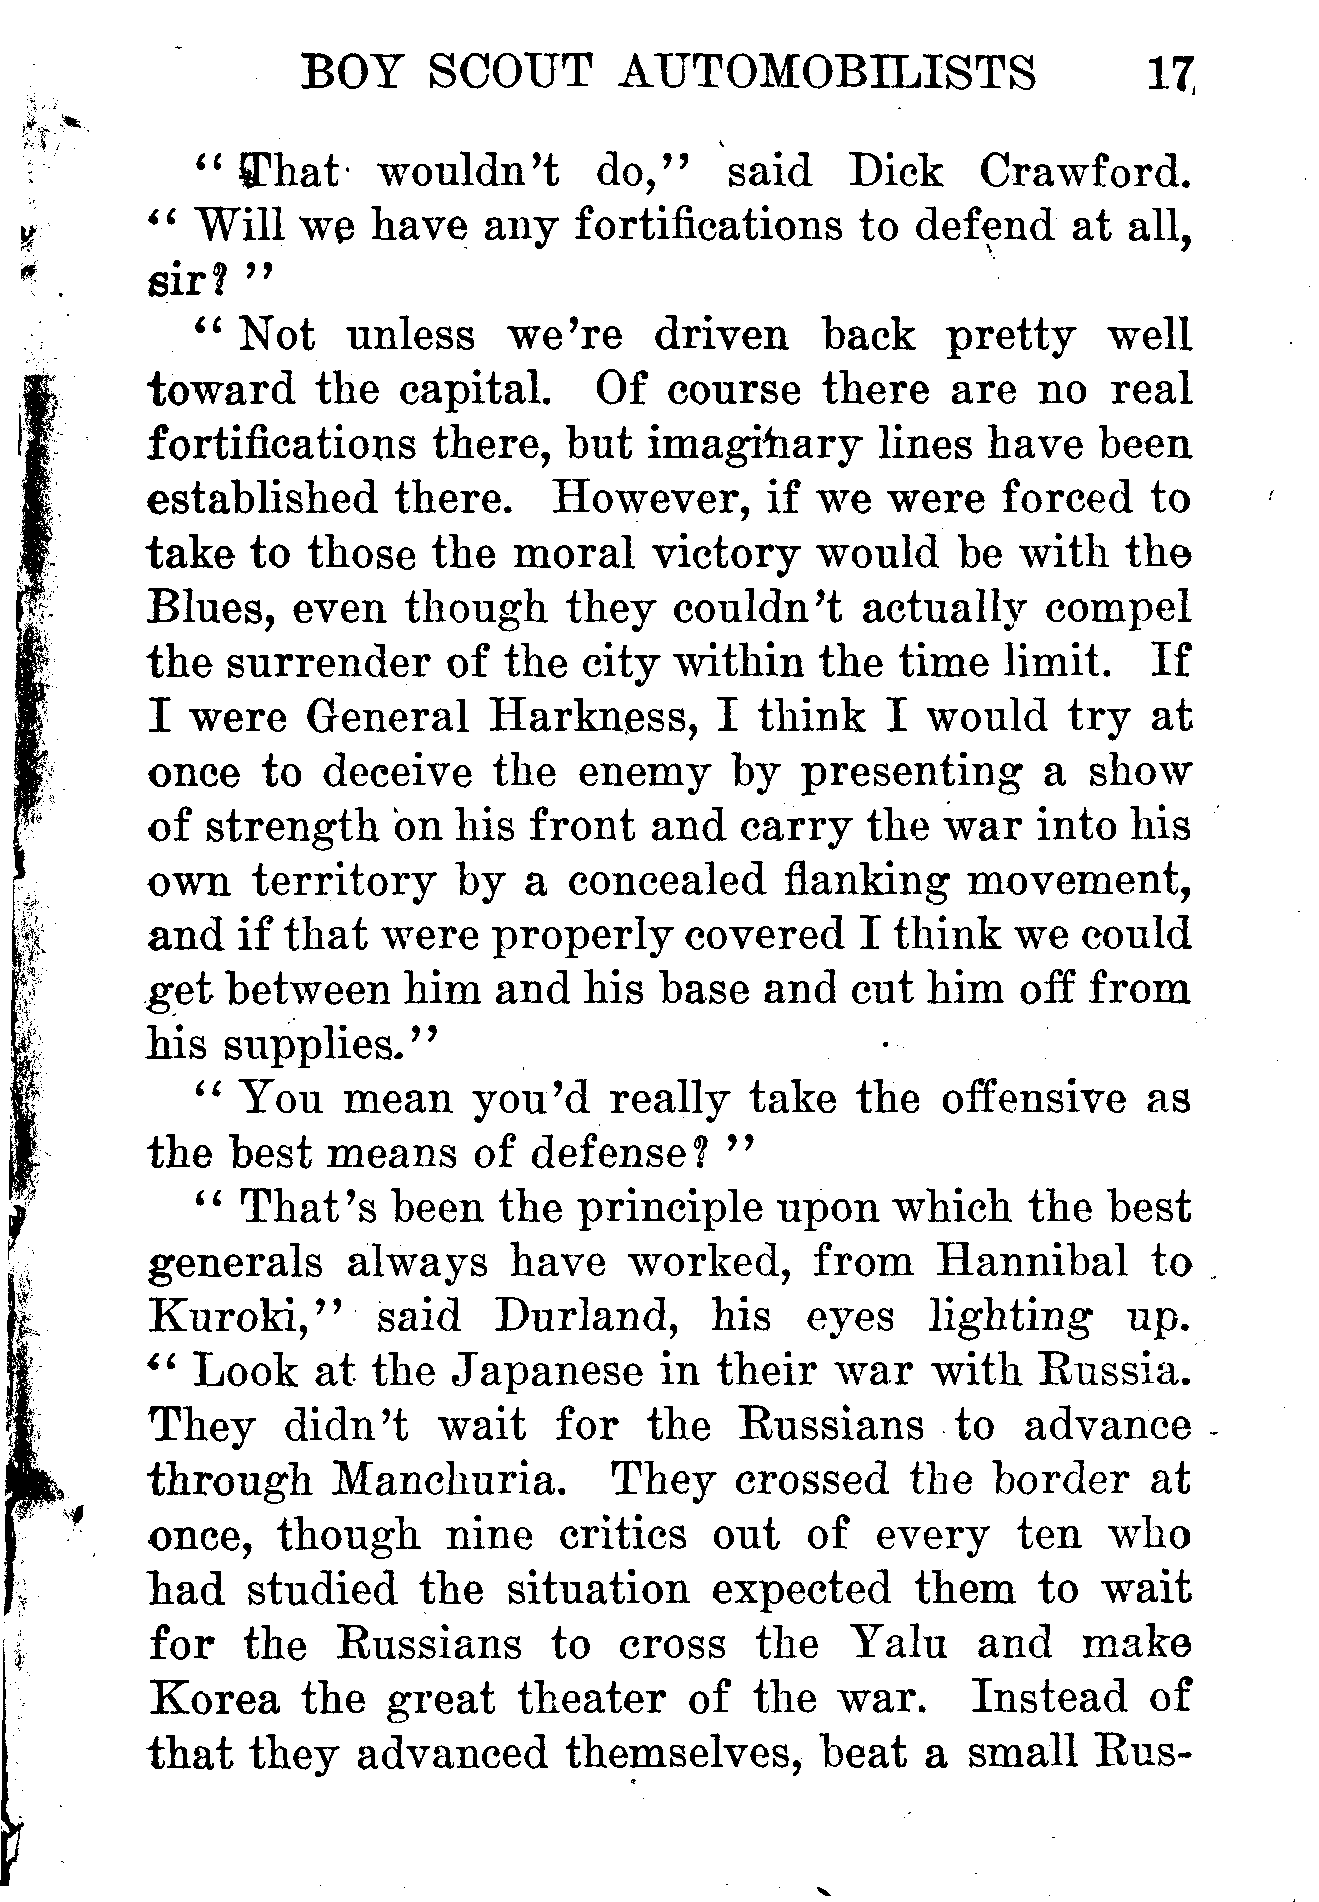 BOY SCOUT AUTOMOBILISTS 17
“ That wouldn’t do,” said Dick Crawford.
“ Will we have any fortifications to defend at all,
sir? ”
“ Not unless we’re driven back pretty well
toward the capital. Of course there are no real
fortifications there, but imaginary lines have been
established there. However, if we were forced to
take to those the moral victory would be with the
Blues, even though they couldn’t actually compel
the surrender of the city within the time limit. If
I were General Harkness, I think I would try at
once to deceive the enemy by presenting a show
of strength on his front and carry the war into his
own territory by a concealed flanking movement,
and if that were properly covered I think we could
get between him and his base and cut him off from
his supplies.”
“ You mean you’d really take the offensive as
the best means of defense? ”
“ That’s been the principle upon which the best
generals always have worked, from Hannibal to
Kuroki,” said Durland, his eyes lighting up.
“ Look at the Japanese in their war with Russia.
They didn’t wait for the Russians to advance
through Manchuria. They crossed the border at
once, though nine critics out of every ten who
had studied the situation expected them to wait
for the Russians to cross the Yalu and make
Korea the great theater of the war. Instead of
that they advanced themselves, beat a small Rus-